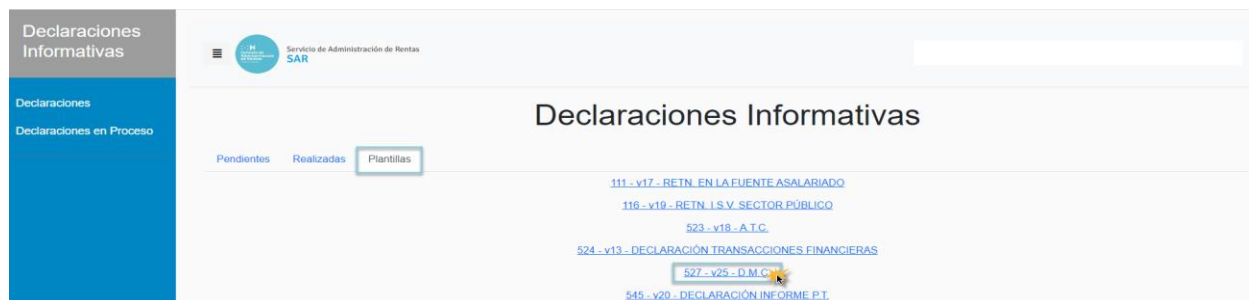 Declaraciones
Informativas
Servicio de Administración de Rentas
SAR
Declaraciones
Declaraciones en Proceso
Declaraciones Informativas
Pendientes Realizadas Plantillas
111 - v17 - RETN. EN LA FUENTE ASALARIADO
116 - v19 - RETN. I.S.V. SECTOR PÚBLICO
523 - v18 - A.T.C.
524 - v13 - DECLARACIÓN TRANSACCIONES FINANCIERAS
527 - v25 - D.M.C.
545 - v20 - DECLARACIÓN INFORME P.T.